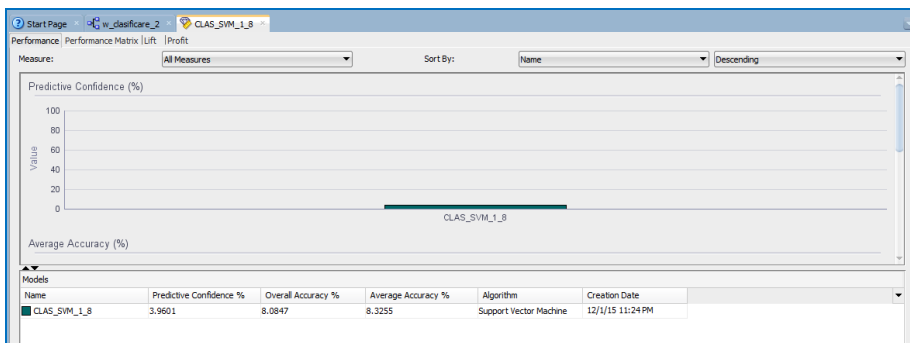 Start Page w_clasificare_2 CLAS_SVM_1_8
Performance Performance Matrix Lift Profit
Measure: All Measures Sort By: Name Descending
Predictive Confidence (%)
100
80
60
40
20
0
Value
CLAS_SVM_1_8
Average Accuracy (%)
Models
Name Predictive Confidence % Overall Accuracy % Average Accuracy % Algorithm Creation Date
CLAS_SVM_1_8 3.9601 8.0847 8.3255 Support Vector Machine 12/1/15 11:24 PM